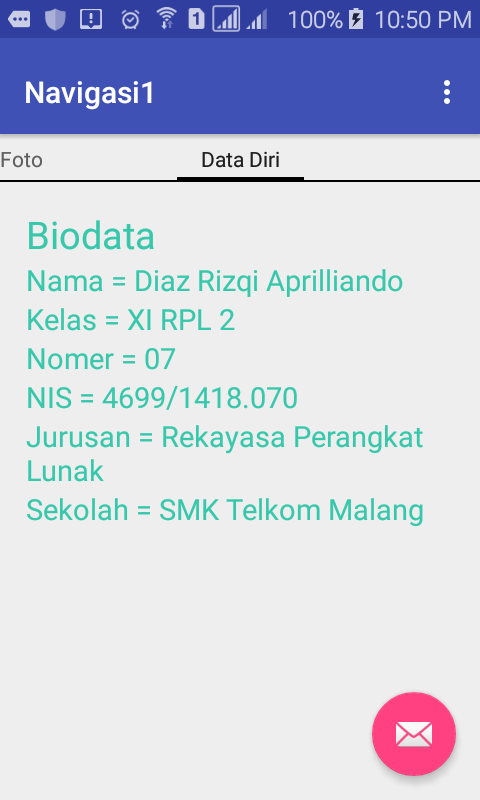 100% 10:50 PM
Navigasi1
Foto Data Diri
Biodata
Nama = Diaz Rizqi Aprilliando
Kelas = XI RPL 2
Nomer = 07
NIS = 4699/1418.070
Jurusan = Rekayasa Perangkat
Lunak
Sekolah = SMK Telkom Malang